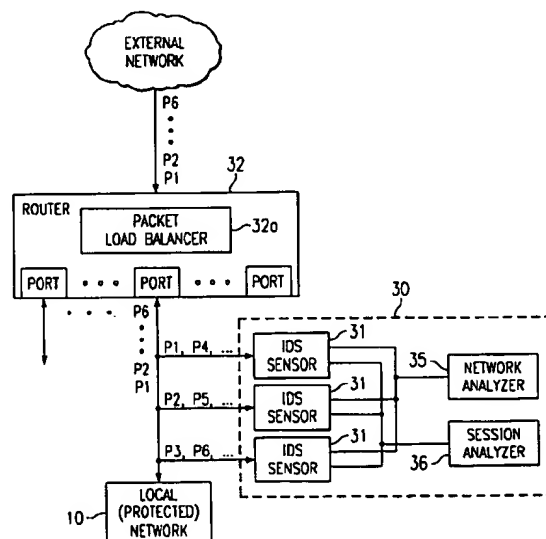 EXTERNAL
NETWORK
P6
P2
P1
32
ROUTER
PACKET
LOAD BALANCER
32a
PORT
PORT
PORT
P6
P2
P1
30
P1, P4, ...
IDS
SENSOR
31
P2, P5, ...
IDS
SENSOR
31
P3, P6, ...
IDS
SENSOR
31
35
NETWORK
ANALYZER
SESSION
ANALYZER
36
10
LOCAL
(PROTECTED)
NETWORK